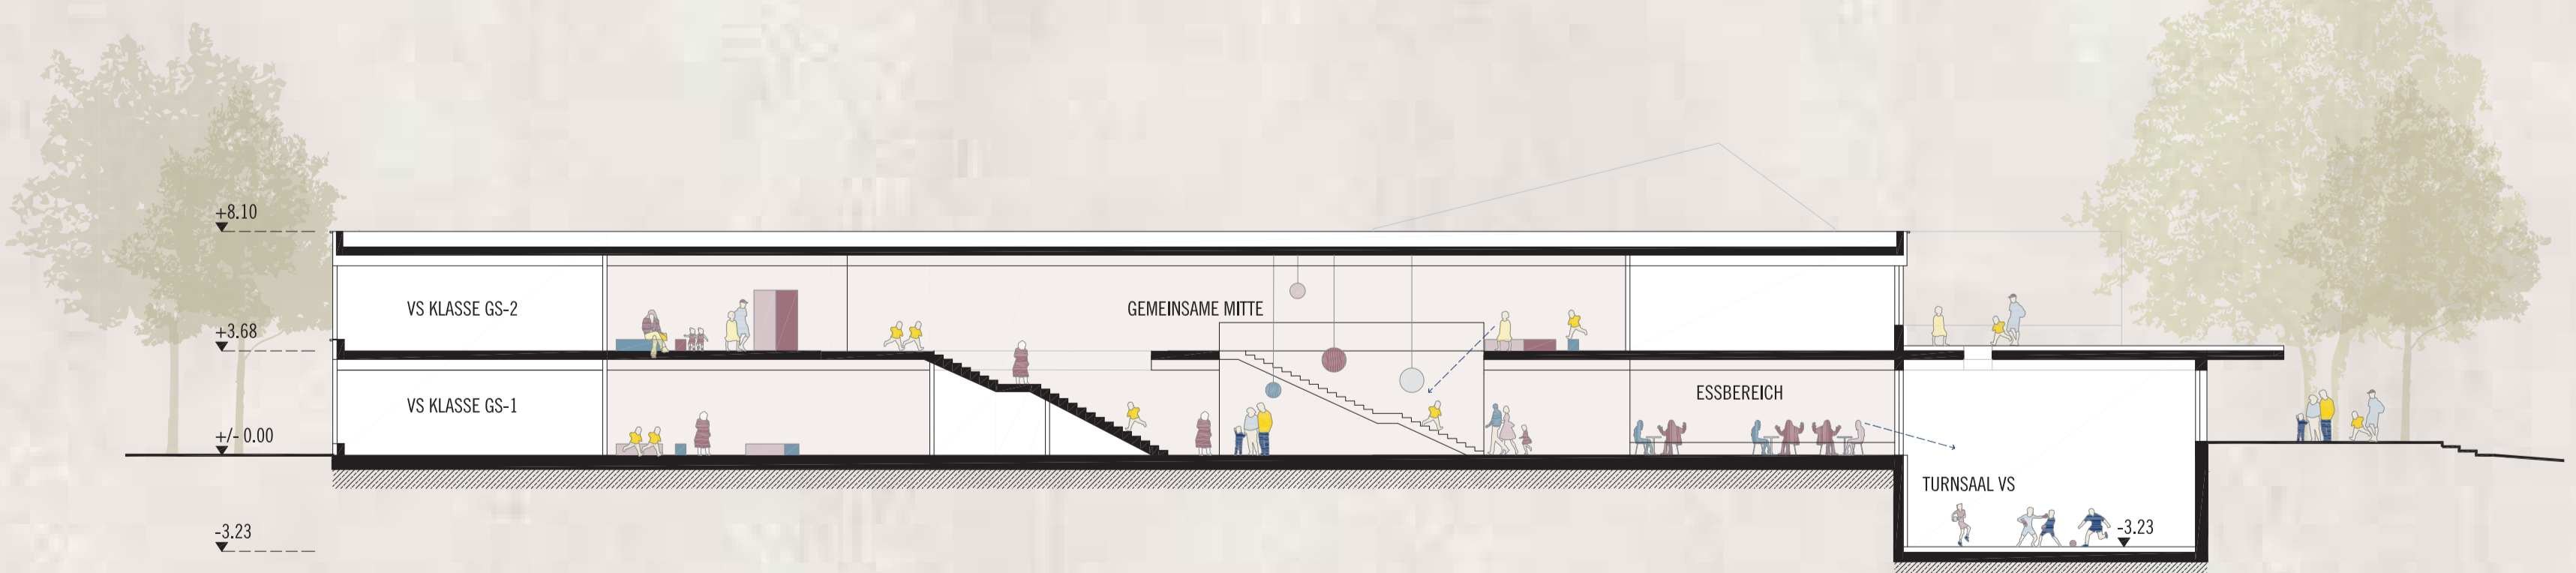 +8.10
VS KLASSE GS-2
GEMEINSAME MITTE
+3.68
ESSBEREICH
VS KLASSE GS-1
+/- 0.00
TURNSAAL VS
-3.23
-3.23